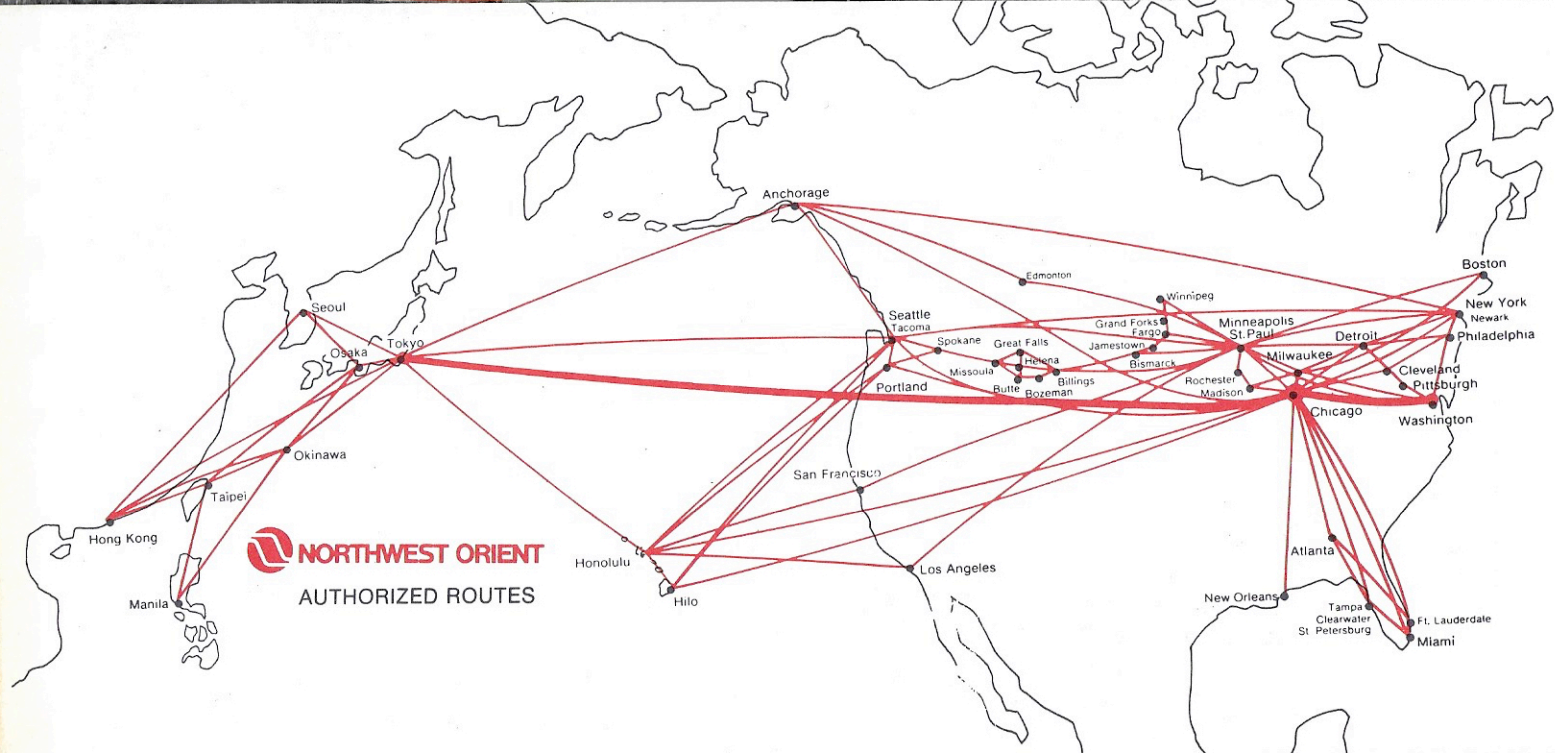 Anchorage
Edmonton
Boston
Winnipeg
New York
Newark
Seoul
Seattle
Tacoma
Grand Forks
Fargo
Minneapolis
St. Paul
Detroit
Philadelphia
Tokyo
Osaka
Spokane
Great Falls
Jamestown
Bismarck
Milwaukee
Missoula
Helena
Cleveland
Portland
Butte
Bozeman
Billings
Rochester
Madison
Pittsburgh
Chicago
Washington
Okinawa
San Francisco
Taipei
Hong Kong
NORTHWEST ORIENT
AUTHORIZED ROUTES
Honolulu
Los Angeles
Atlanta
Manila
Hilo
New Orleans
Tampa
Clearwater
St Petersburg
Ft. Lauderdale
Miami